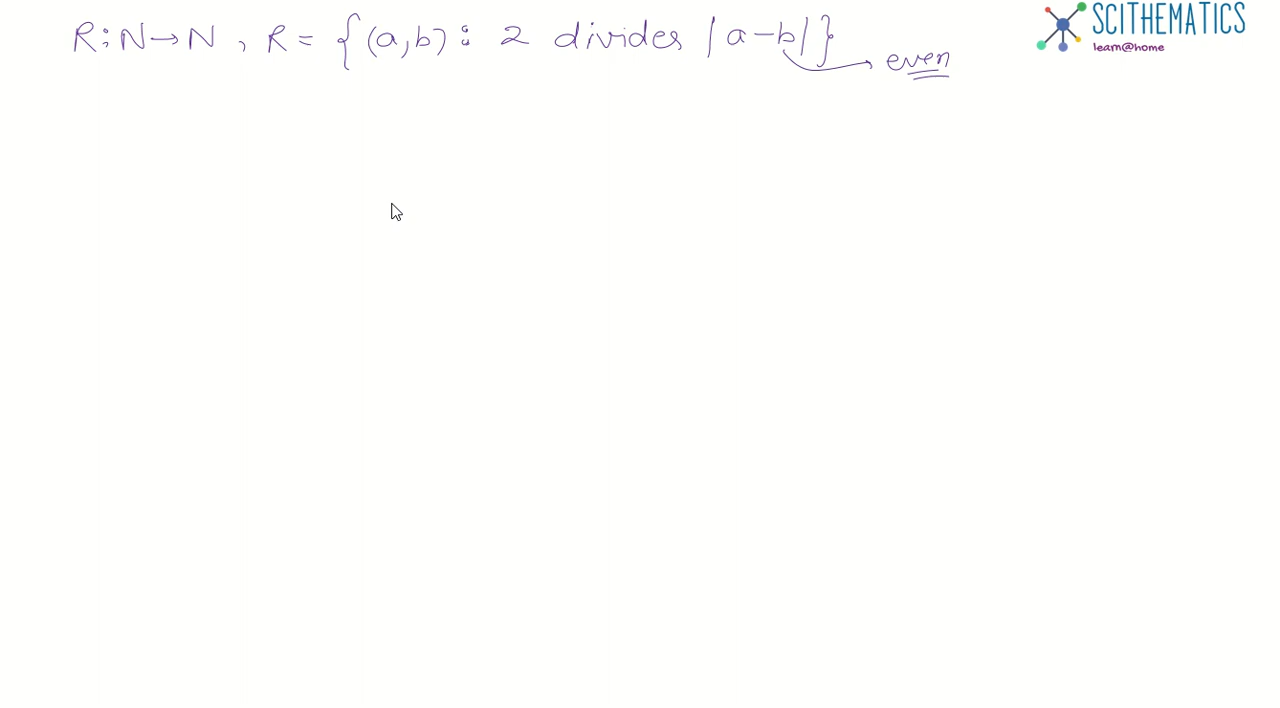 R : N → N , R = { (a,b) : 2 divides |a-b| }
even
SCITHEMATICS
learn@home